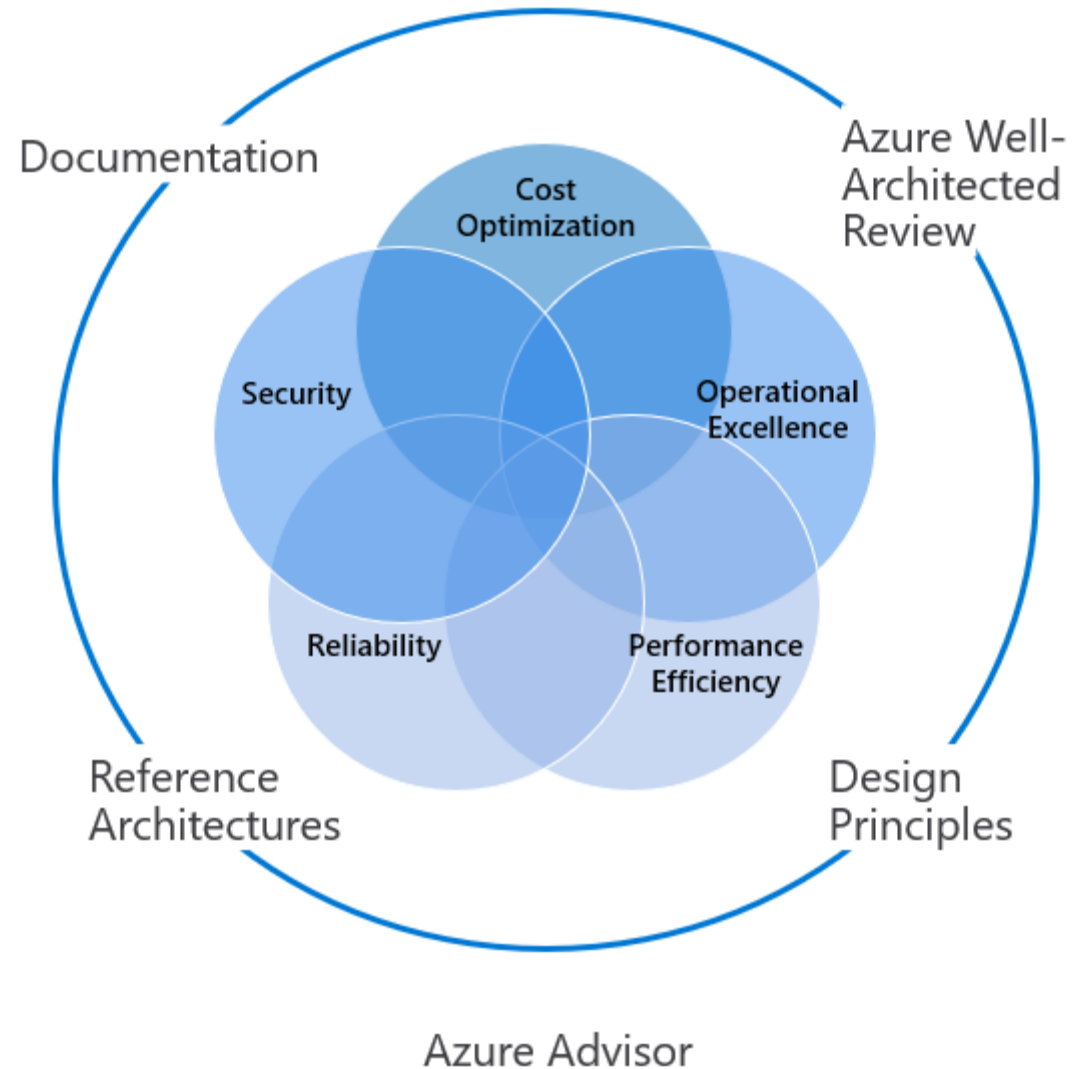 Documentation
Azure Well-
Architected
Review
Cost
Optimization
Security
Operational
Excellence
Reliability
Performance
Efficiency
Reference
Architectures
Design
Principles
Azure Advisor